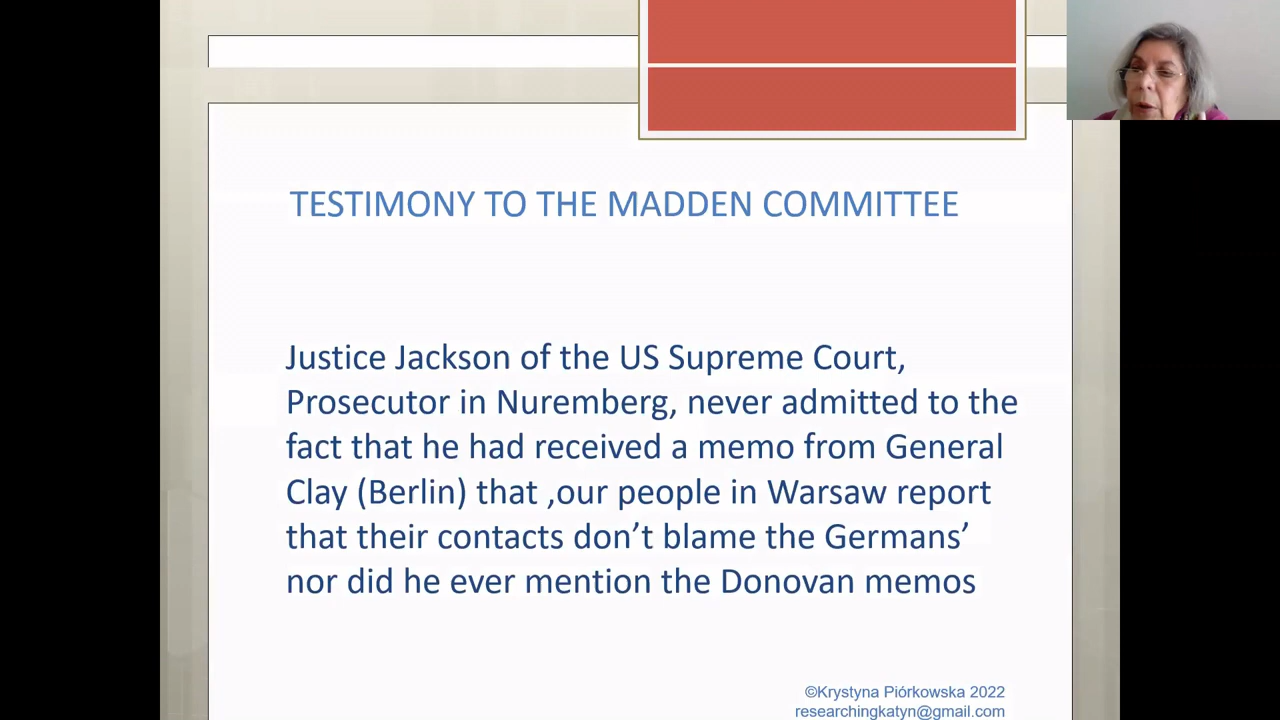 TESTIMONY TO THE MADDEN COMMITTEE
Justice Jackson of the US Supreme Court,
Prosecutor in Nuremberg, never admitted to the
fact that he had received a memo from General
Clay (Berlin) that ‚our people in Warsaw report
that their contacts don’t blame the Germans’
nor did he ever mention the Donovan memos
©Krystyna Piórkowska 2022
researchingkatyn@gmail.com